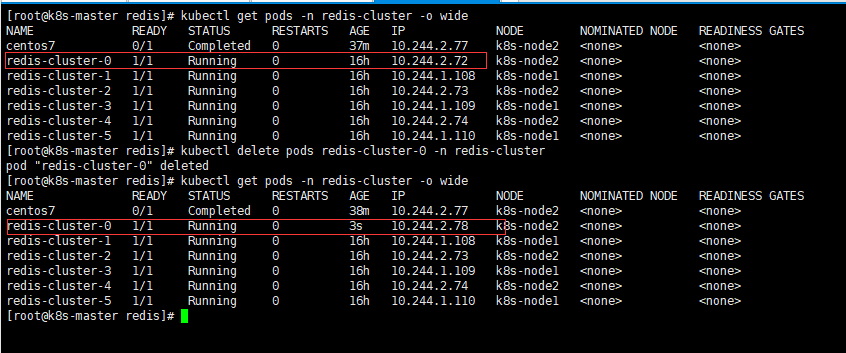 [root@k8s-master redis]# kubectl get pods -n redis-cluster -o wide
NAME READY STATUS RESTARTS AGE IP NODE NOMINATED NODE READINESS GATES
centos7 0/1 Completed 0 37m 10.244.2.77 k8s-node2 <none> <none>
redis-cluster-0 1/1 Running 0 16h 10.244.2.72 k8s-node2 <none> <none>
redis-cluster-1 1/1 Running 0 16h 10.244.1.108 k8s-node1 <none> <none>
redis-cluster-2 1/1 Running 0 16h 10.244.2.73 k8s-node2 <none> <none>
redis-cluster-3 1/1 Running 0 16h 10.244.1.109 k8s-node1 <none> <none>
redis-cluster-4 1/1 Running 0 16h 10.244.2.74 k8s-node2 <none> <none>
redis-cluster-5 1/1 Running 0 16h 10.244.1.110 k8s-node1 <none> <none>
[root@k8s-master redis]# kubectl delete pods redis-cluster-0 -n redis-cluster
pod "redis-cluster-0" deleted
[root@k8s-master redis]# kubectl get pods -n redis-cluster -o wide
NAME READY STATUS RESTARTS AGE IP NODE NOMINATED NODE READINESS GATES
centos7 0/1 Completed 0 38m 10.244.2.77 k8s-node2 <none> <none>
redis-cluster-0 1/1 Running 0 3s 10.244.2.78 k8s-node2 <none> <none>
redis-cluster-1 1/1 Running 0 16h 10.244.1.108 k8s-node1 <none> <none>
redis-cluster-2 1/1 Running 0 16h 10.244.2.73 k8s-node2 <none> <none>
redis-cluster-3 1/1 Running 0 16h 10.244.1.109 k8s-node1 <none> <none>
redis-cluster-4 1/1 Running 0 16h 10.244.2.74 k8s-node2 <none> <none>
redis-cluster-5 1/1 Running 0 16h 10.244.1.110 k8s-node1 <none> <none>
[root@k8s-master redis]#